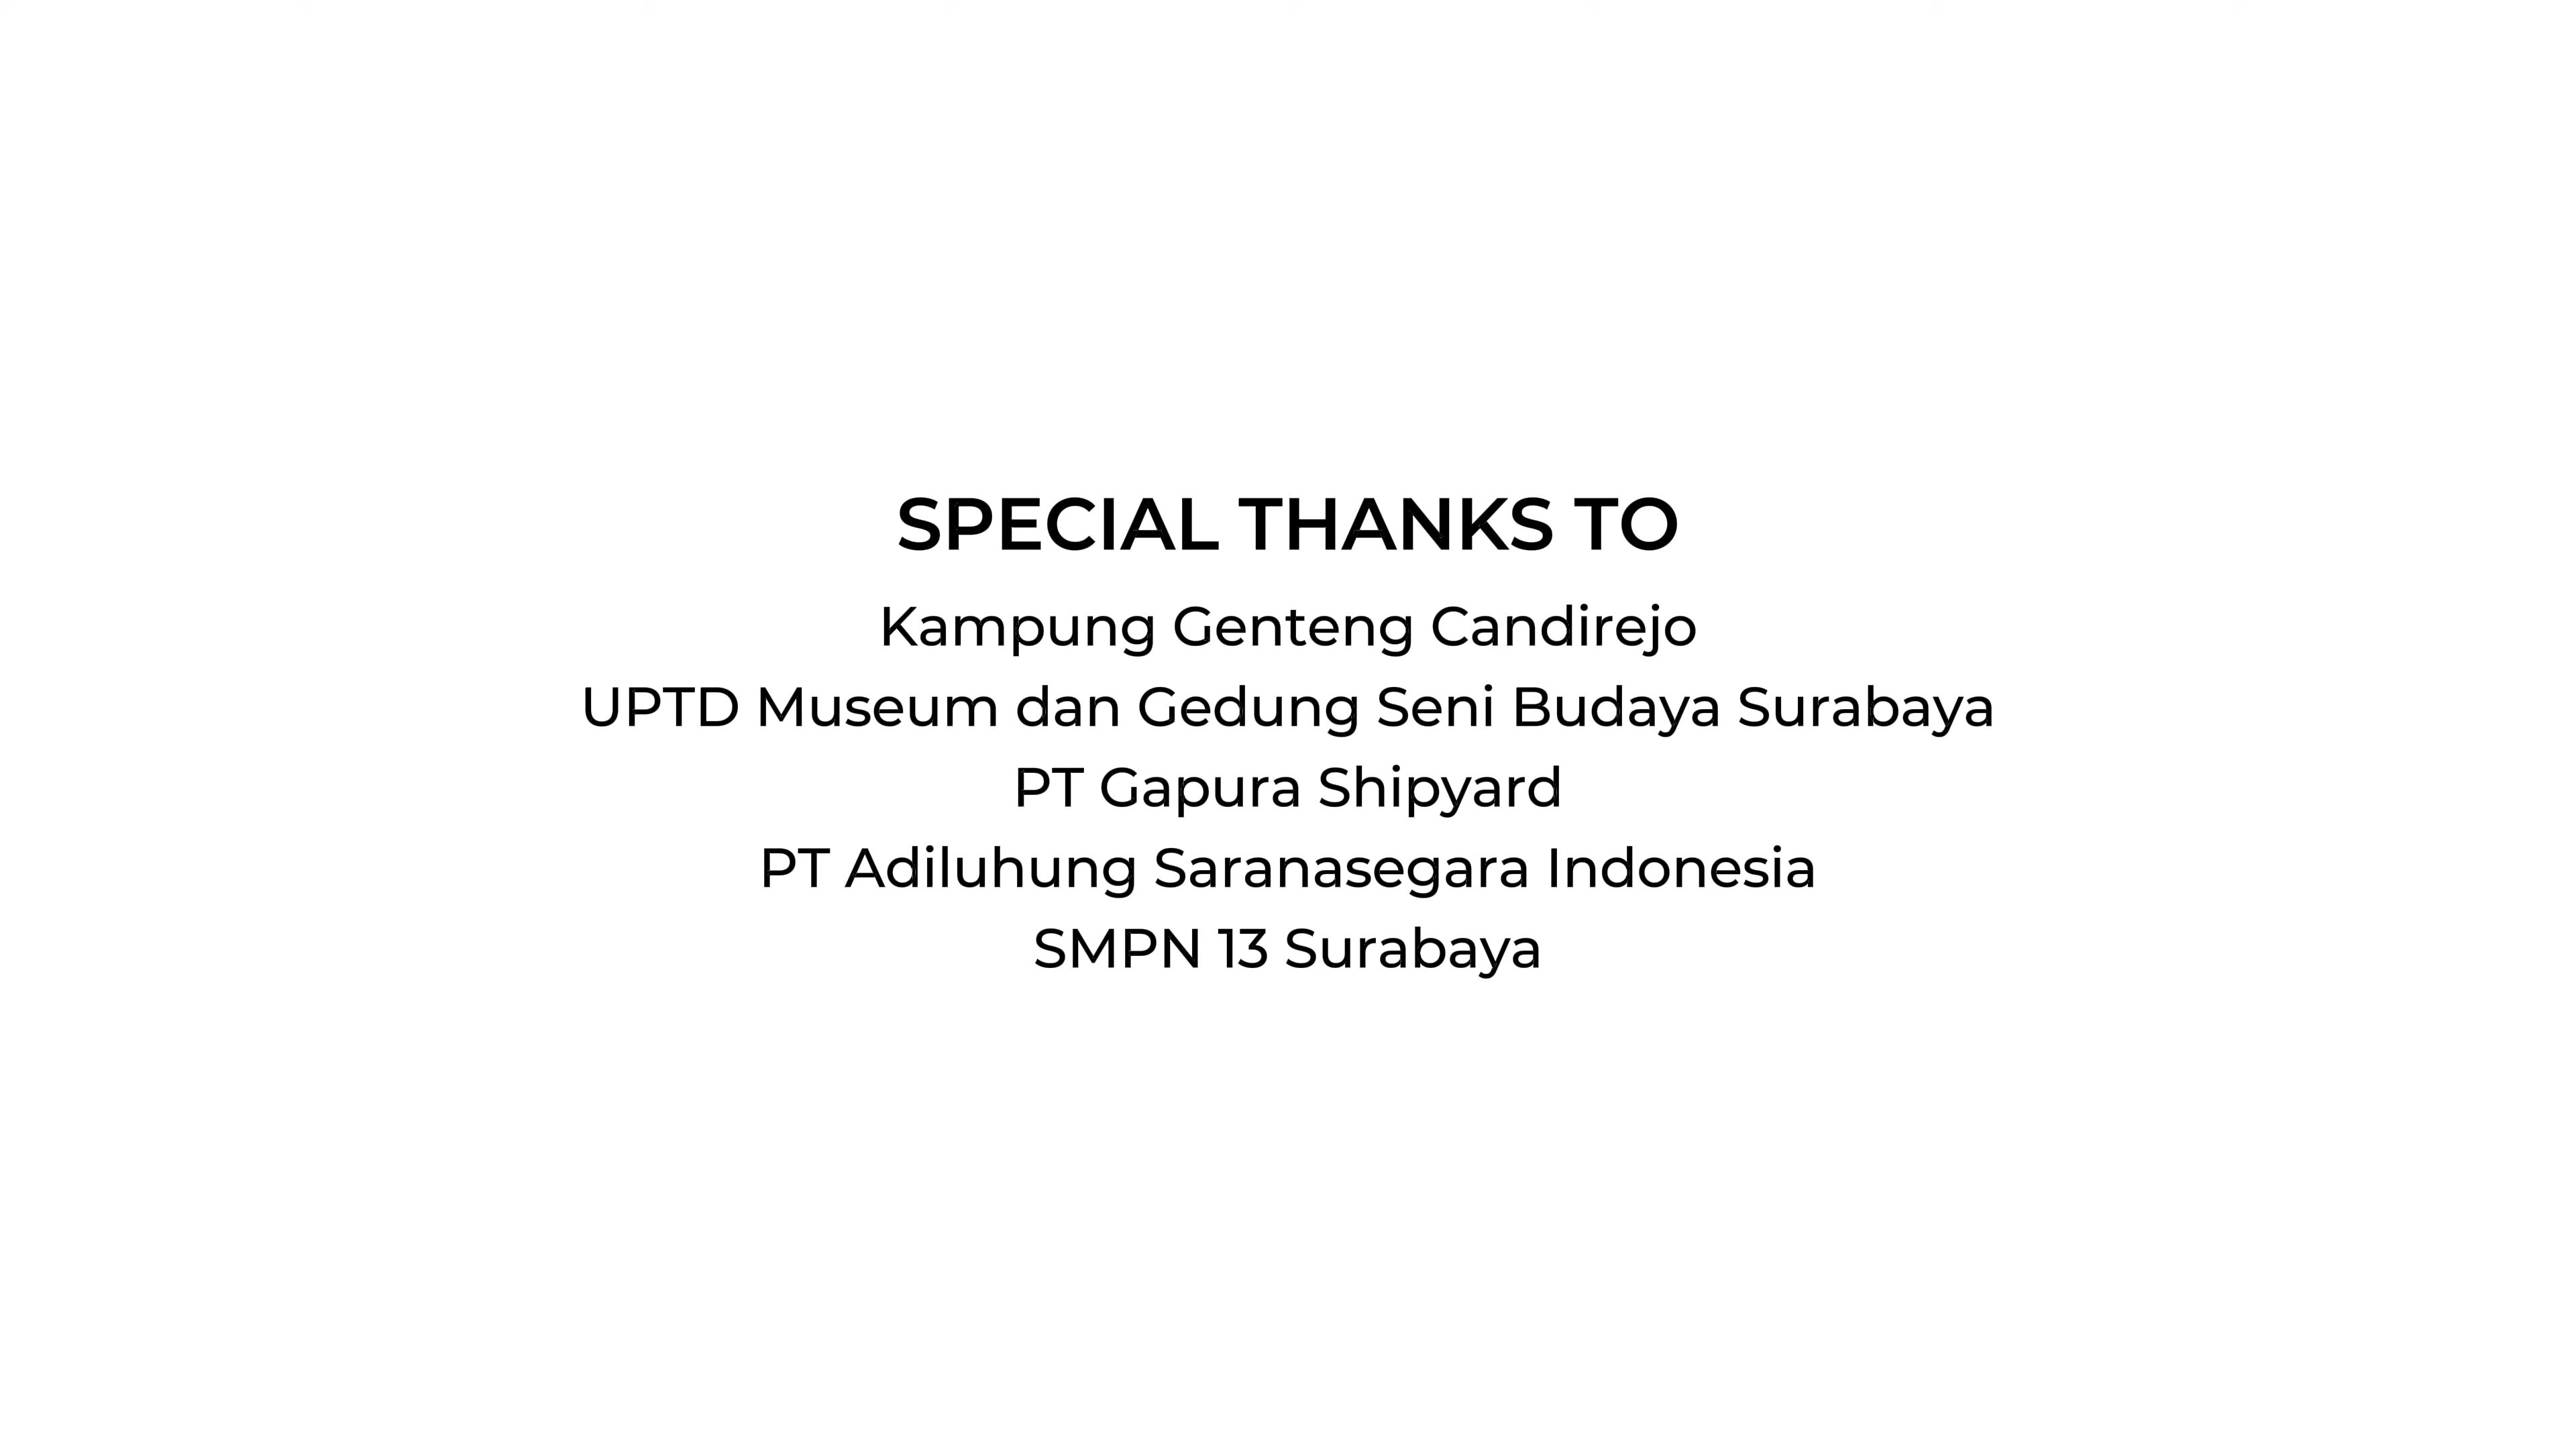 SPECIAL THANKS TO
Kampung Genteng Candirejo
UPTD Museum dan Gedung Seni Budaya Surabaya
PT Gapura Shipyard
PT Adiluhung Saranasegara Indonesia
SMPN 13 Surabaya